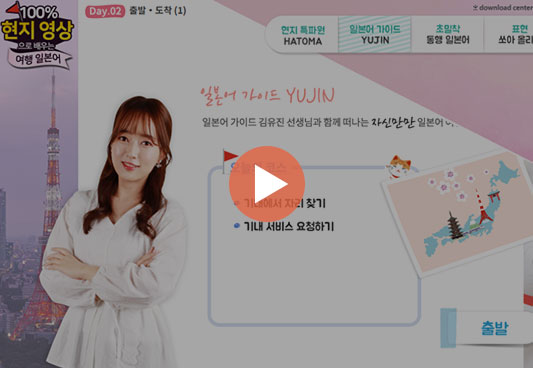 100%
현지 영상
으로 배우는
여행 일본어
Day.02 출발 • 도착 (1)
download center
현지 특파원
HATOMA
일본어 가이드
YUJIN
초밀착
동행 일본어
표현
쏘아 올리
일본어 가이드 YUJIN
일본어 가이드 김유진 선생님과 함께 떠나는 자신만만 일본어
기내에서 자리 찾기
기내 서비스 요청하기
출발